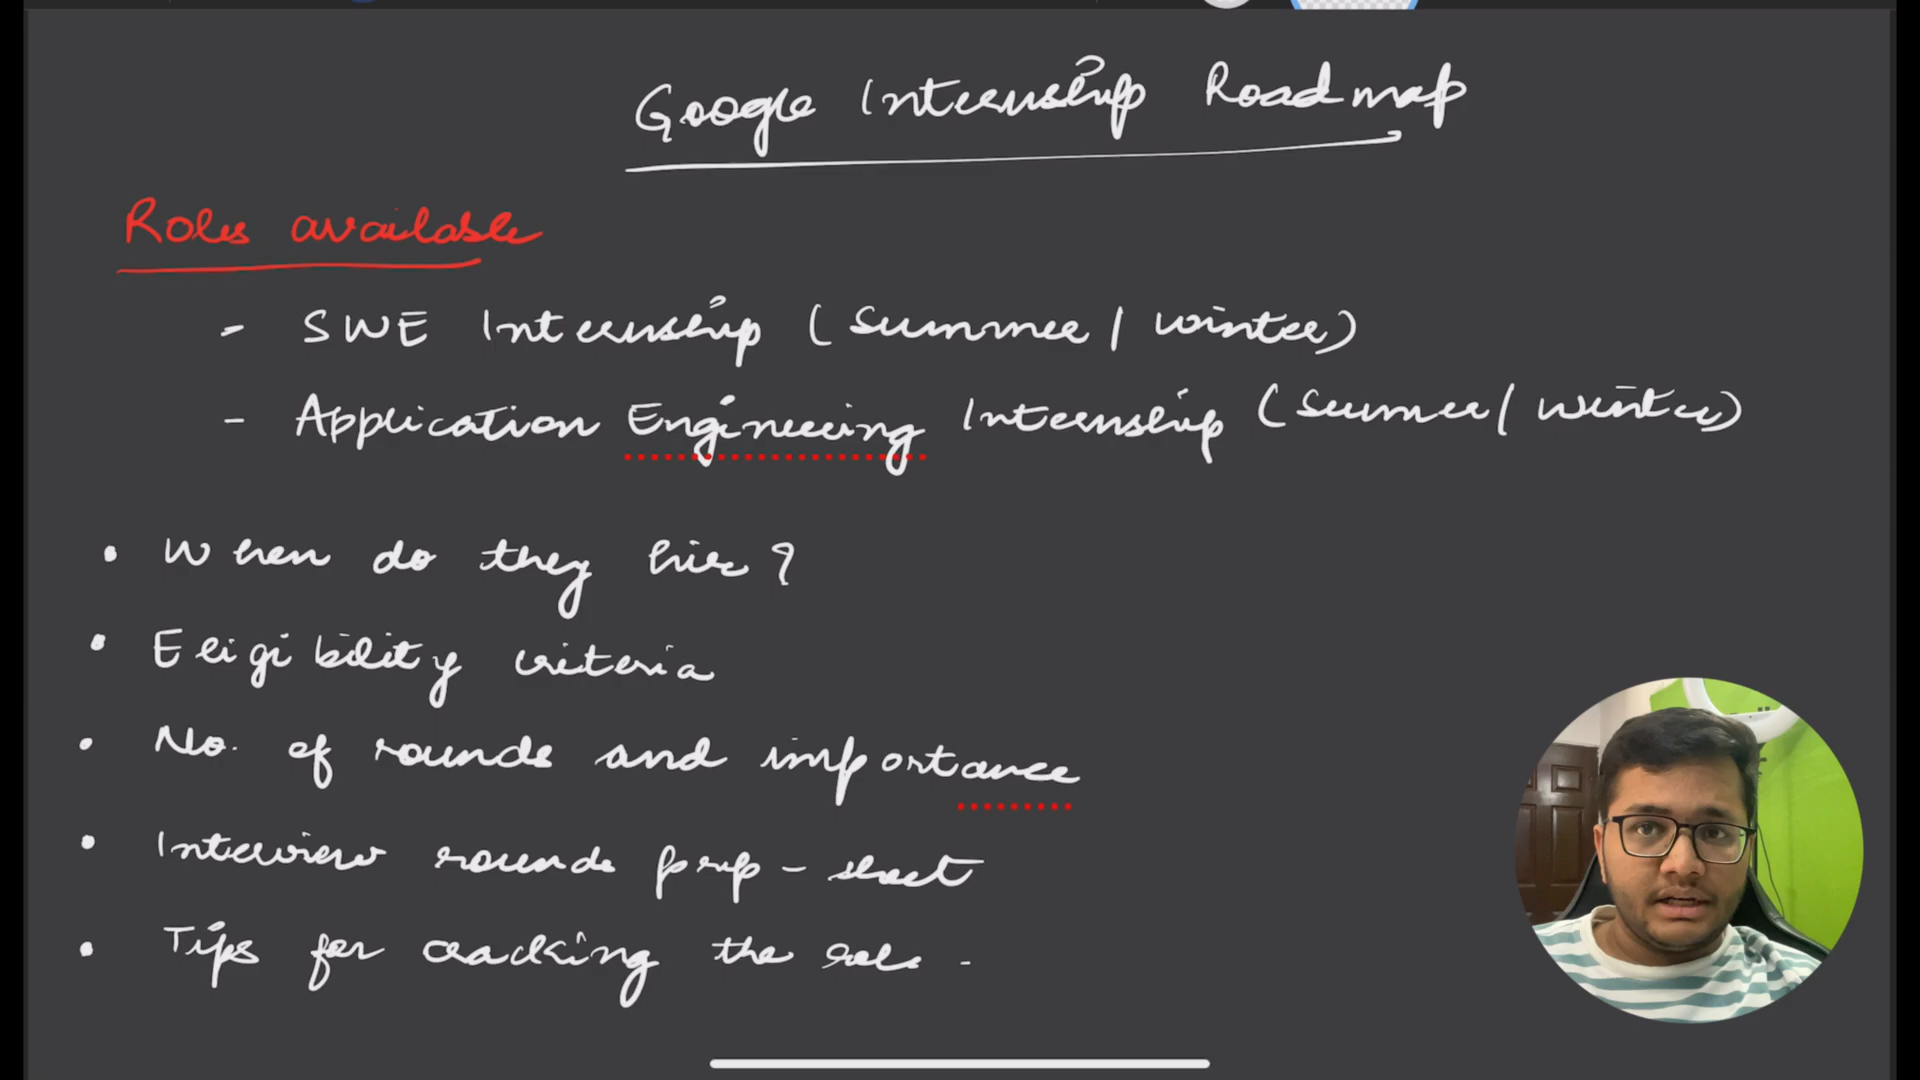 Google Internship Roadmap
Roles available
- SWE Internship (Summer / Winter)
- Application Engineering Internship (Summer / Winter)
• When do they hire?
• Eligibility criteria
• No. of rounds and importance
• Interview rounds prep - sheet
• Tips for cracking the role -